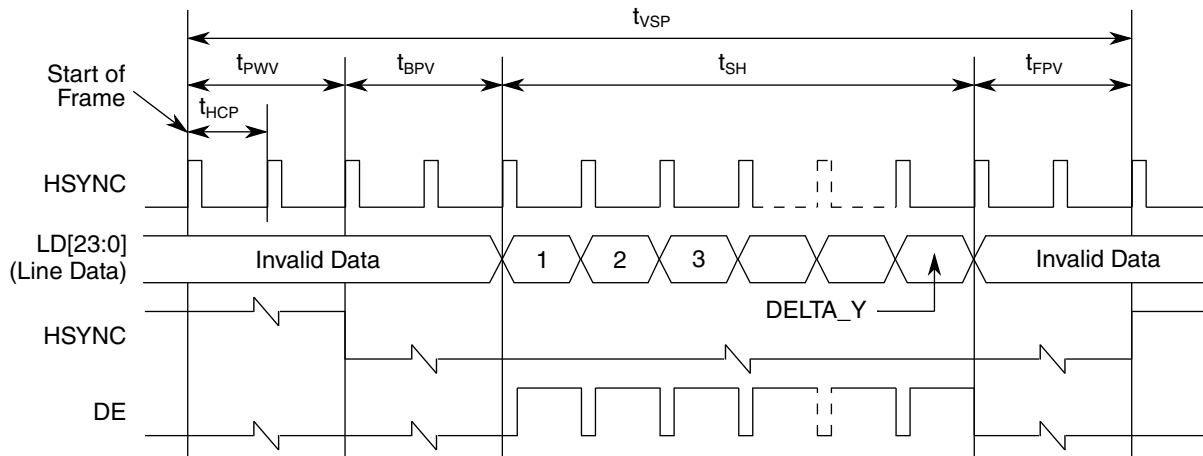 tVSP
tPWV
tBPV
tSH
tFPV
Start of
Frame
tHCP
HSYNC
LD[23:0]
(Line Data)
Invalid Data
1
2
3
Invalid Data
DELTA_Y
HSYNC
DE